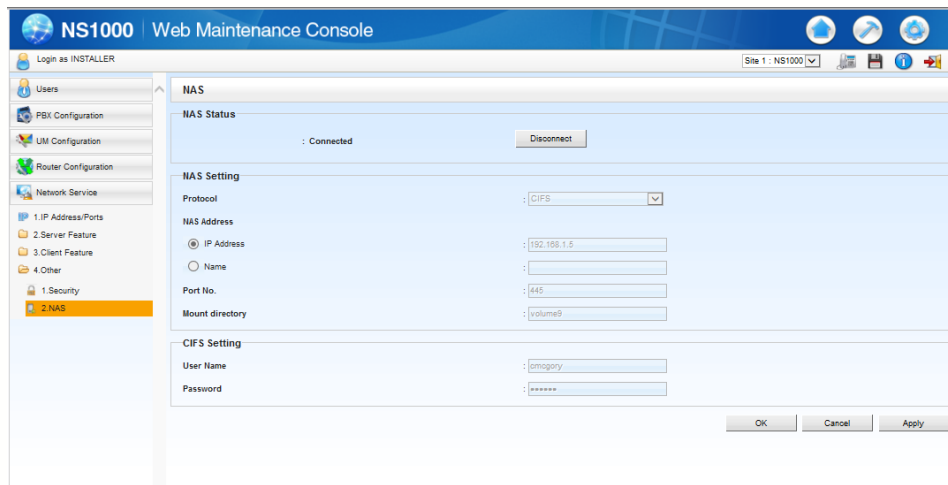 NS1000 Web Maintenance Console
Login as INSTALLER
Site 1 : NS1000
Users
PBX Configuration
UM Configuration
Router Configuration
Network Service
IP 1.IP Address/Ports
2.Server Feature
3.Client Feature
4.Other
1.Security
2.NAS
NAS
NAS Status
: Connected
Disconnect
NAS Setting
Protocol : CIFS
NAS Address
IP Address : 192.168.1.5
Name :
Port No. : 445
Mount directory : volume9
CIFS Setting
User Name : cmcgory
Password : ******
OK Cancel Apply